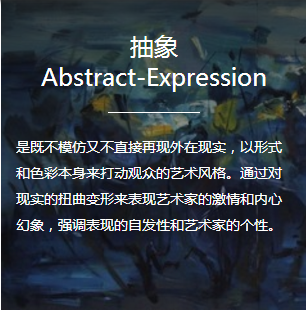 抽象
Abstract-Expression
是既不模仿又不直接再现外在现实，以形式
和色彩本身来打动观众的艺术风格。通过对
现实的扭曲变形来表现艺术家的激情和内心
幻象，强调表现的自发性和艺术家的个性。